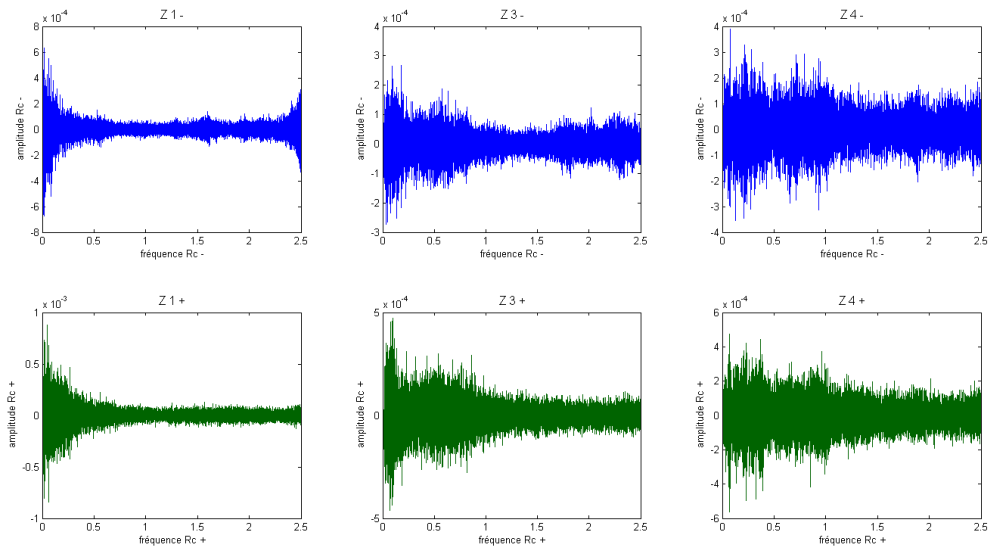 Z 1 -
x 10-4
8
6
4
2
0
-2
-4
-6
-8
amplitude Rc -
0 0.5 1 1.5 2 2.5
fréquence Rc -
Z 3 -
x 10-4
4
3
2
1
0
-1
-2
-3
amplitude Rc -
0 0.5 1 1.5 2 2.5
fréquence Rc -
Z 4 -
x 10-4
4
3
2
1
0
-1
-2
-3
-4
amplitude Rc -
0 0.5 1 1.5 2 2.5
fréquence Rc -
Z 1 +
x 10-3
1
0.5
0
-0.5
-1
amplitude Rc +
0 0.5 1 1.5 2 2.5
fréquence Rc +
Z 3 +
x 10-4
5
0
-5
amplitude Rc +
0 0.5 1 1.5 2 2.5
fréquence Rc +
Z 4 +
x 10-4
6
4
2
0
-2
-4
-6
amplitude Rc +
0 0.5 1 1.5 2 2.5
fréquence Rc +